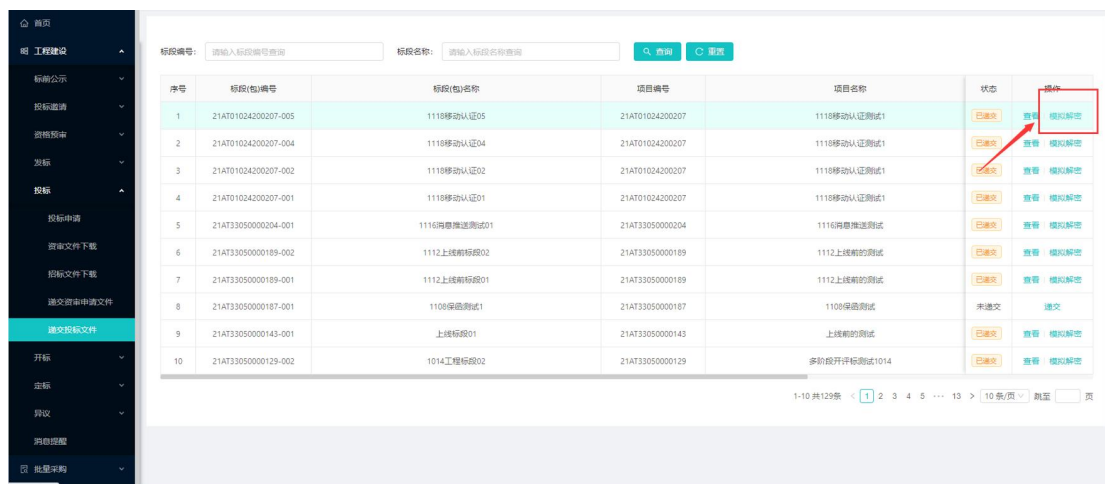 首页
工程建设
标段编号： 请输入标段编号查询 标段名称： 请输入标段名称查询 查询 重置
标前公示
投标邀请
资格预审
发标
投标
投标申请
资审文件下载
招标文件下载
递交资审申请文件
递交投标文件
开标
定标
异议
消息提醒
批量采购
序号 标段(包)编号 标段(包)名称 项目编号 项目名称 状态 操作
1 21AT01024200207-005 1118移动认证05 21AT01024200207 1118移动认证测试1 已递交 查看 模拟解密
2 21AT01024200207-004 1118移动认证04 21AT01024200207 1118移动认证测试1 已递交 查看 模拟解密
3 21AT01024200207-002 1118移动认证02 21AT01024200207 1118移动认证测试1 已递交 查看 模拟解密
4 21AT01024200207-001 1118移动认证01 21AT01024200207 1118移动认证测试1 已递交 查看 模拟解密
5 21AT33050000204-001 1116消息推送测试01 21AT33050000204 1116消息推送测试 已递交 查看 模拟解密
6 21AT33050000189-002 1112上线前标段02 21AT33050000189 1112上线前的测试 已递交 查看 模拟解密
7 21AT33050000189-001 1112上线前标段01 21AT33050000189 1112上线前的测试 已递交 查看 模拟解密
8 21AT33050000187-001 1108保函测试1 21AT33050000187 1108保函测试 未递交 递交
9 21AT33050000143-001 上线标段01 21AT33050000143 上线前的测试 已递交 查看 模拟解密
10 21AT33050000129-002 1014工程标段02 21AT33050000129 多阶段开评标测试1014 已递交 查看 模拟解密
1-10 共129条 < 1 2 3 4 5 ··· 13 > 10 条/页 跳至 页